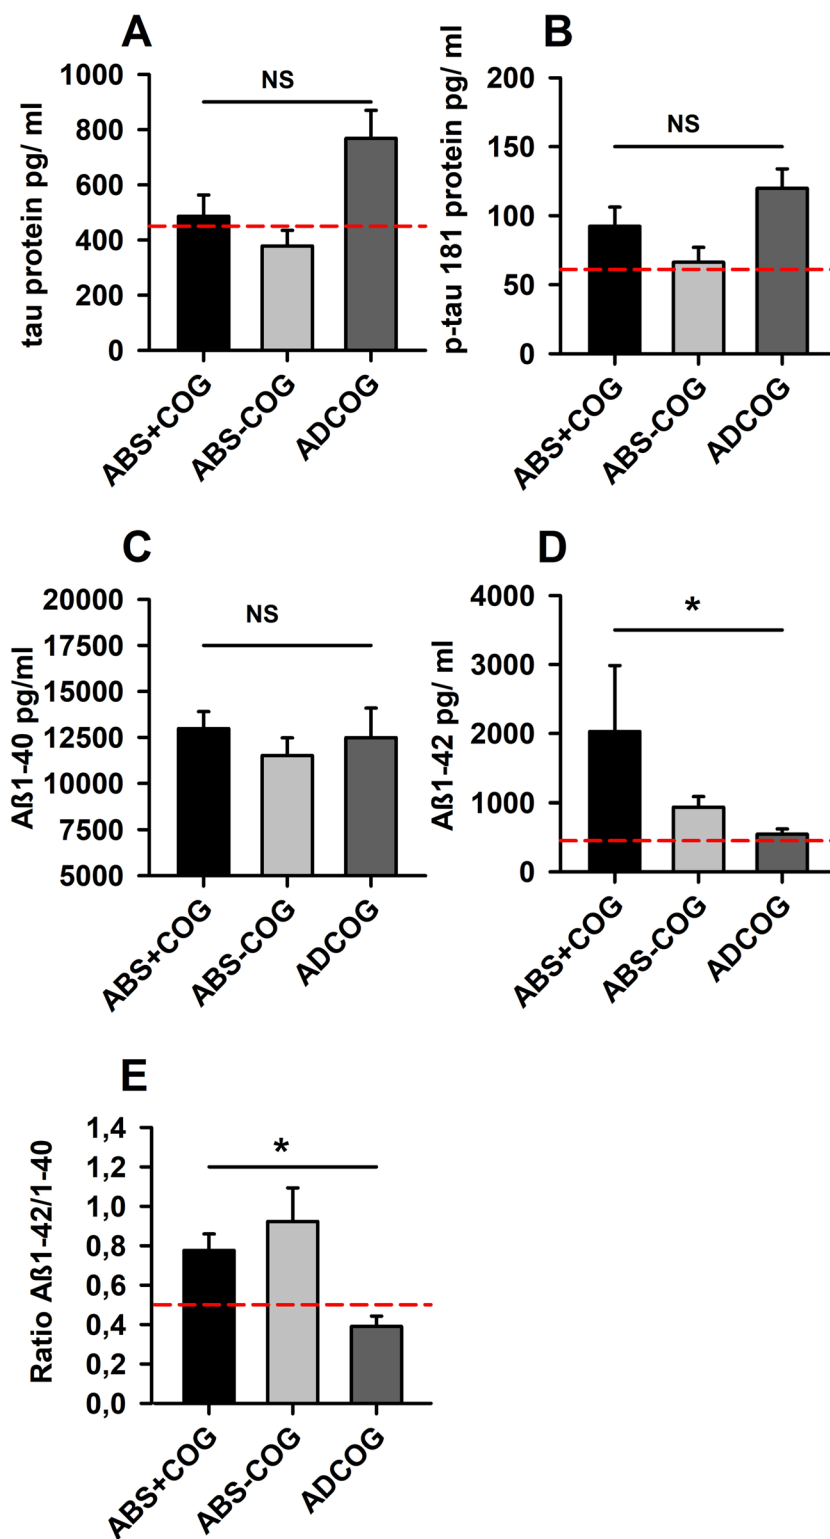 A
tau protein pg/ ml
1000
800
600
400
200
0
NS
ABS+COG
ABS-COG
ADCOG
B
p-tau 181 protein pg/ ml
200
150
100
50
0
NS
ABS+COG
ABS-COG
ADCOG
C
Aß1-40 pg/ml
20000
17500
15000
12500
10000
7500
5000
NS
ABS+COG
ABS-COG
ADCOG
D
Aß1-42 pg/ ml
4000
3000
2000
1000
0
*
ABS+COG
ABS-COG
ADCOG
E
Ratio Aß1-42/1-40
1,4
1,2
1,0
0,8
0,6
0,4
0,2
0,0
*
ABS+COG
ABS-COG
ADCOG